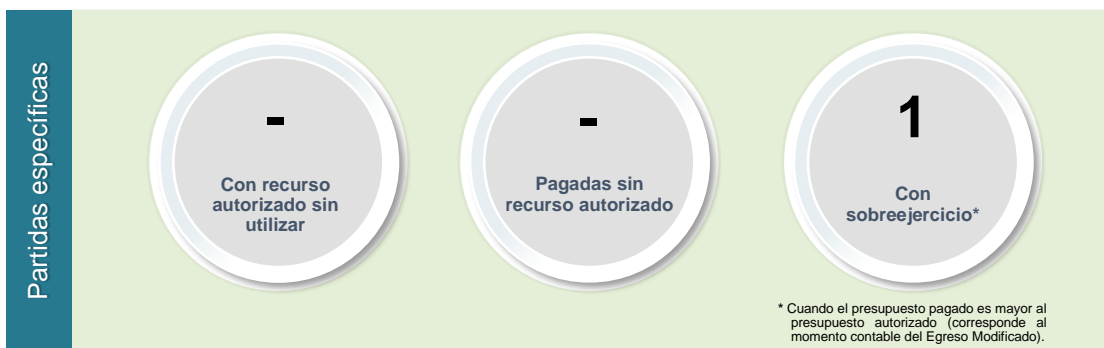 Partidas específicas
-
Con recurso
autorizado sin
utilizar
-
Pagadas sin
recurso autorizado
1
Con
sobreejercicio*
* Cuando el presupuesto pagado es mayor al
presupuesto autorizado (corresponde al
momento contable del Egreso Modificado).